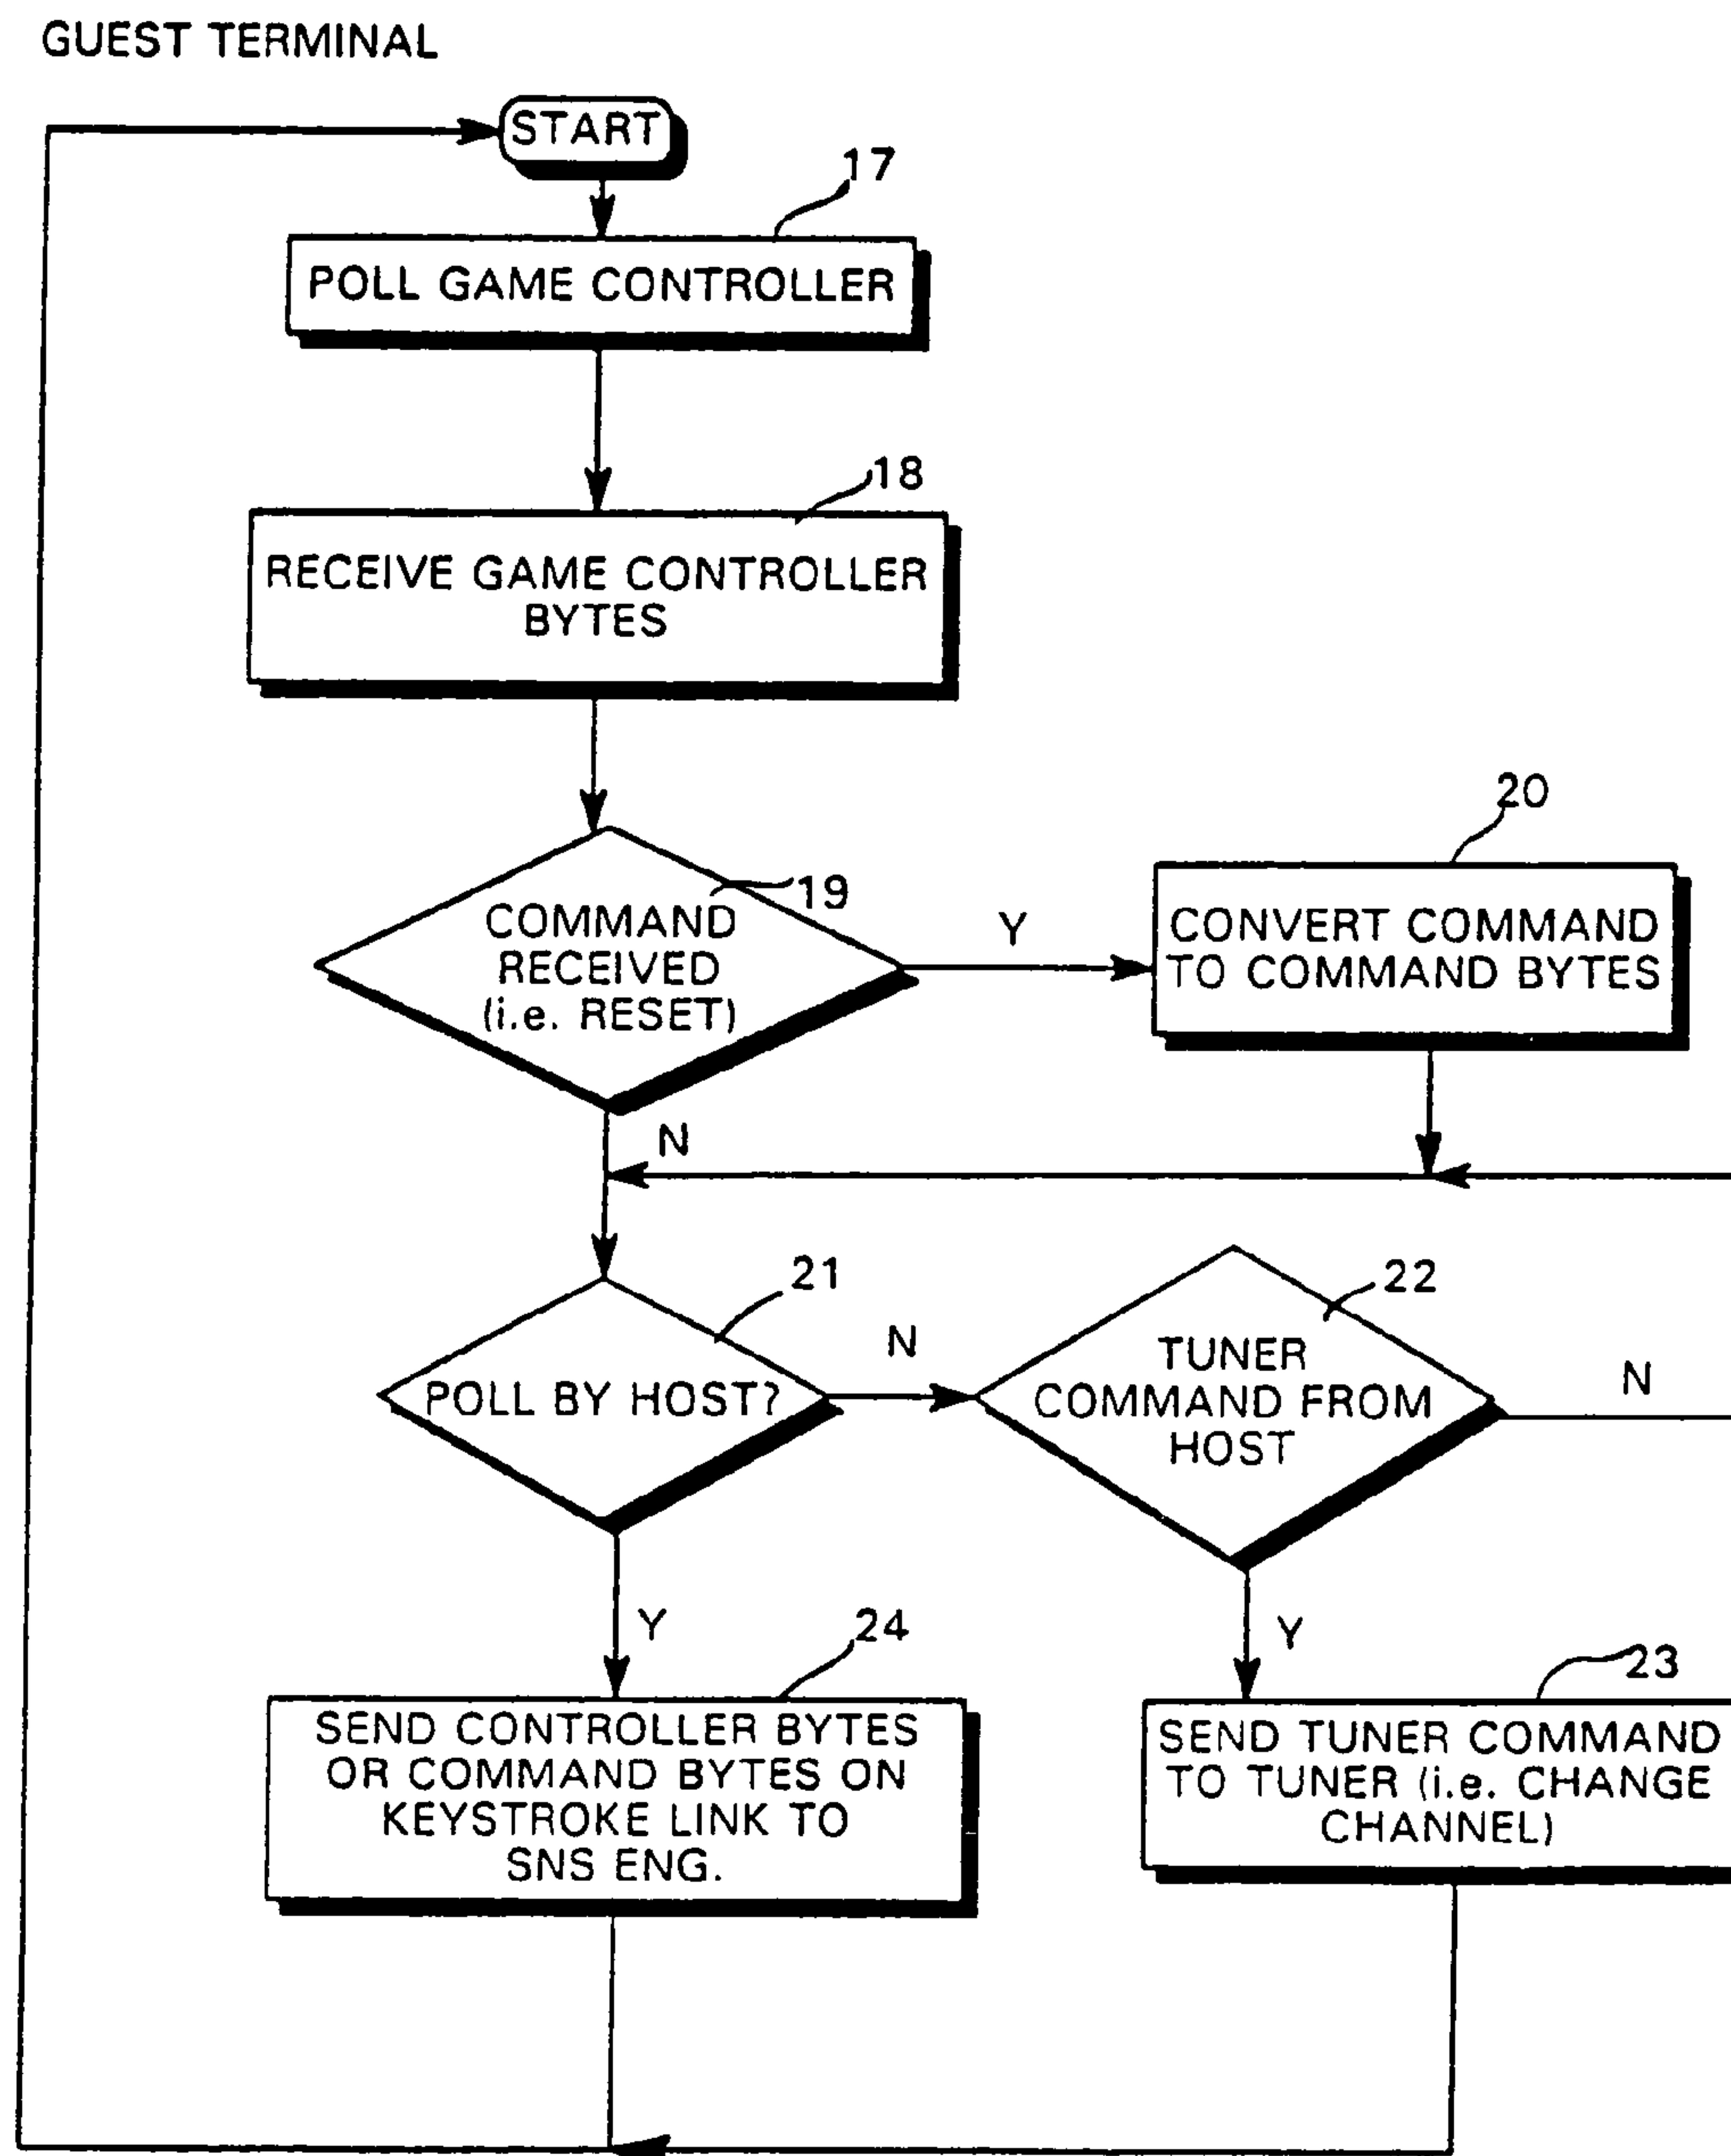 GUEST TERMINAL
START
17
POLL GAME CONTROLLER
18
RECEIVE GAME CONTROLLER
BYTES
19
COMMAND
RECEIVED
(i.e. RESET)
Y
20
CONVERT COMMAND
TO COMMAND BYTES
N
21
POLL BY HOST?
N
22
TUNER
COMMAND FROM
HOST
N
Y
24
SEND CONTROLLER BYTES
OR COMMAND BYTES ON
KEYSTROKE LINK TO
SNS ENG.
Y
23
SEND TUNER COMMAND
TO TUNER (i.e. CHANGE
CHANNEL)